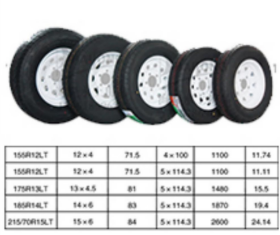 155R12LT 12×4 71.5 4×100 1100 11.74
155R12LT 12×4 71.5 5×114.3 1100 11.11
175R13LT 13×4.5 81 5×114.3 1480 15.5
185R14LT 14×6 83 5×114.3 1870 19.4
215/70R15LT 15×6 84 5×114.3 2600 24.14